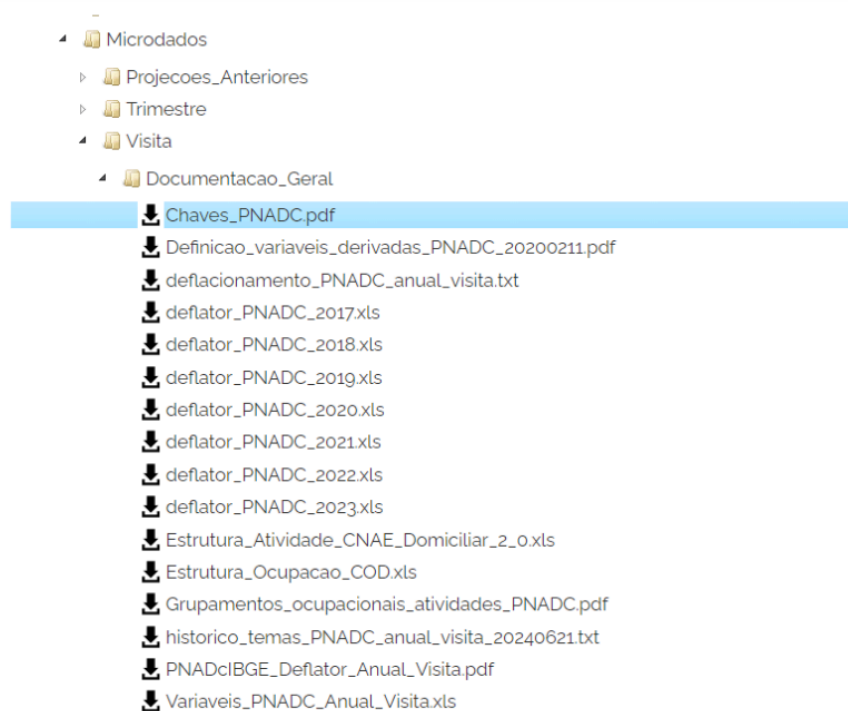 Microdados
Projecoes_Anteriores
Trimestre
Visita
Documentacao_Geral
Chaves_PNADC.pdf
Definicao_variaveis_derivadas_PNADC_20200211.pdf
deflacionamento_PNADC_anual_visita.txt
deflator_PNADC_2017.xls
deflator_PNADC_2018.xls
deflator_PNADC_2019.xls
deflator_PNADC_2020.xls
deflator_PNADC_2021.xls
deflator_PNADC_2022.xls
deflator_PNADC_2023.xls
Estrutura_Atividade_CNAE_Domiciliar_2_0.xls
Estrutura_Ocupacao_COD.xls
Grupamentos_ocupacionais_atividades_PNADC.pdf
historico_temas_PNADC_anual_visita_20240621.txt
PNADcIBGE_Deflator_Anual_Visita.pdf
Variaveis_PNADC_Anual_Visita.xls